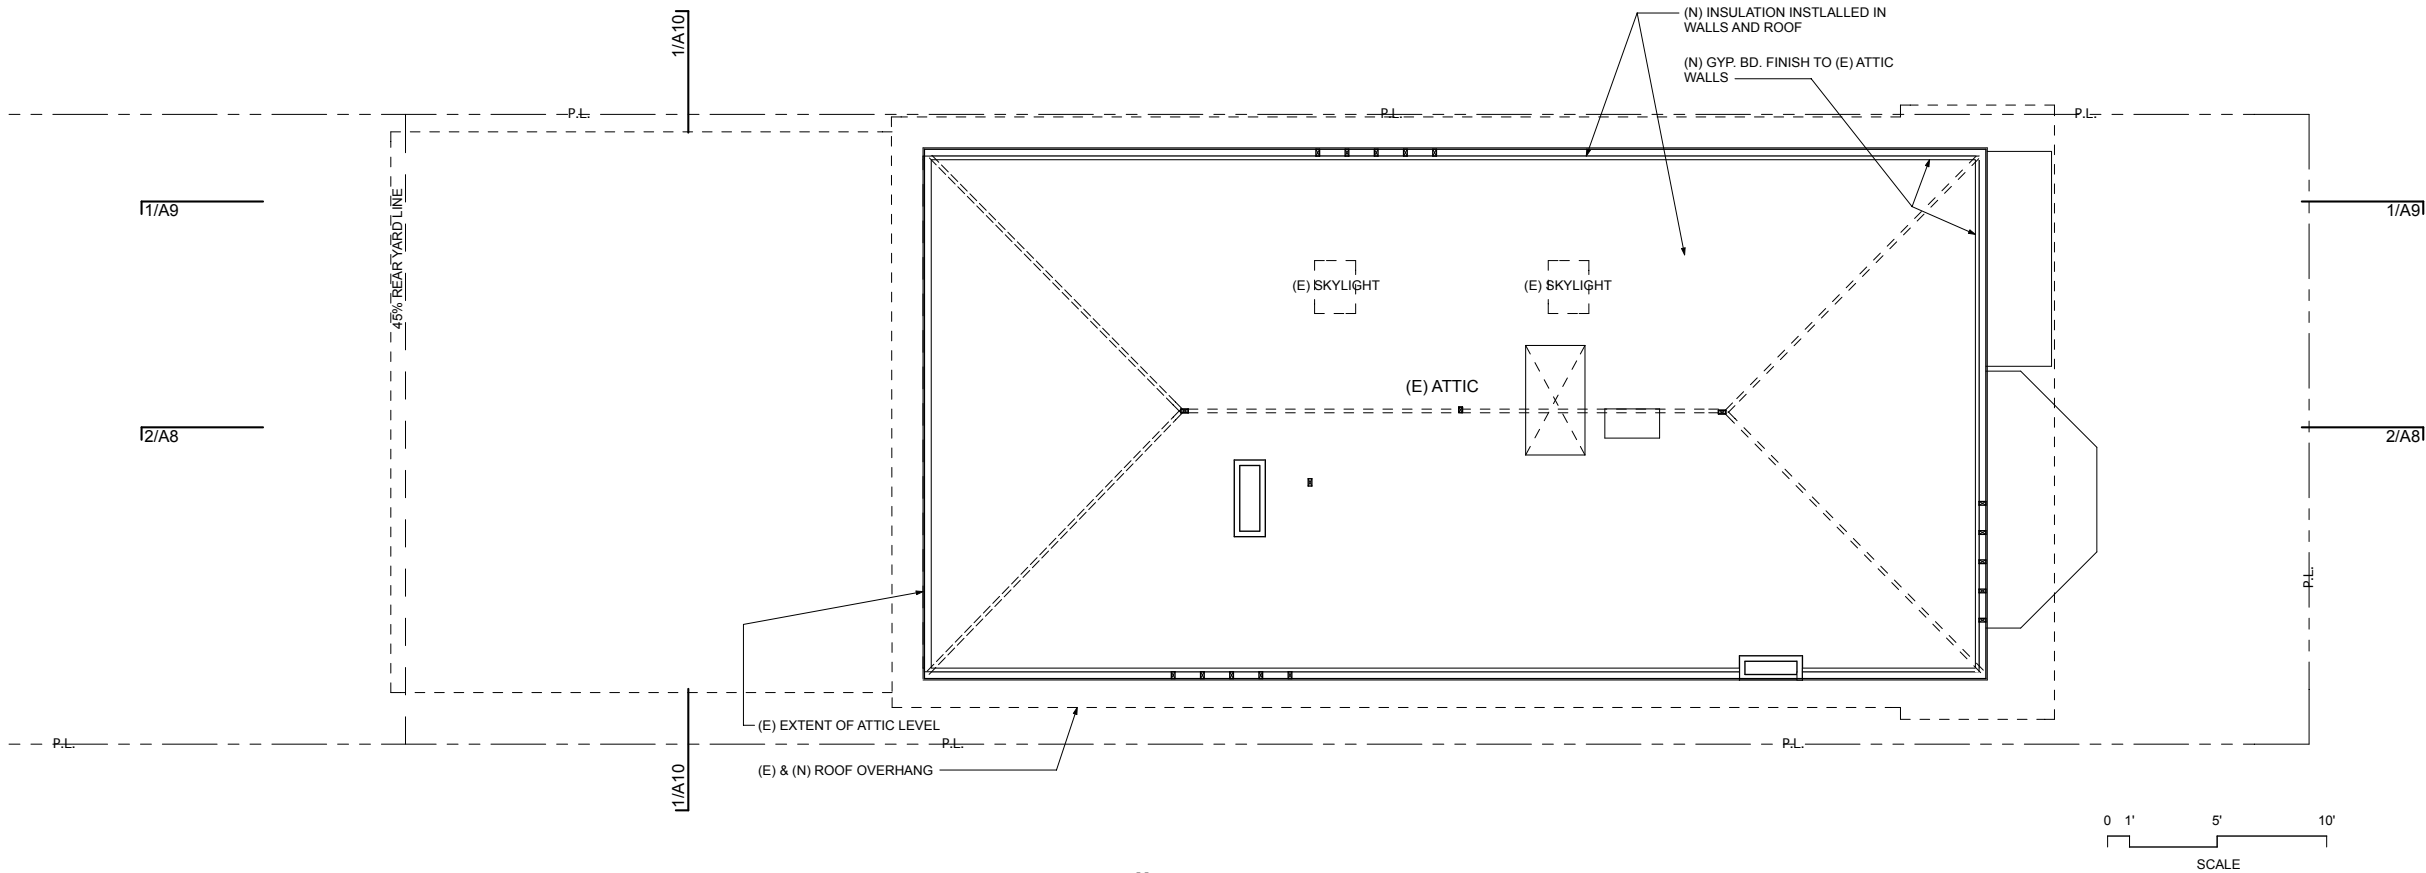 1/A10
(N) INSULATION INSTLALLED IN
WALLS AND ROOF
(N) GYP. BD. FINISH TO (E) ATTIC
WALLS
P.L.
P.L.
P.L.
45% REAR YARD LINE
1/A9
1/A9
(E) SKYLIGHT
(E) SKYLIGHT
(E) ATTIC
2/A8
2/A8
P.L.
(E) EXTENT OF ATTIC LEVEL
P.L.
P.L.
P.L.
(E) & (N) ROOF OVERHANG
1/A10
0 1' 5' 10'
SCALE